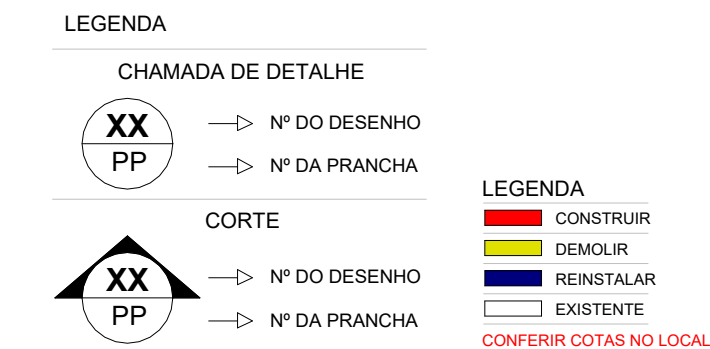 LEGENDA
CHAMADA DE DETALHE
XX
Nº DO DESENHO
PP
Nº DA PRANCHA
CORTE
XX
Nº DO DESENHO
PP
Nº DA PRANCHA
LEGENDA
CONSTRUIR
DEMOLIR
REINSTALAR
EXISTENTE
CONFERIR COTAS NO LOCAL